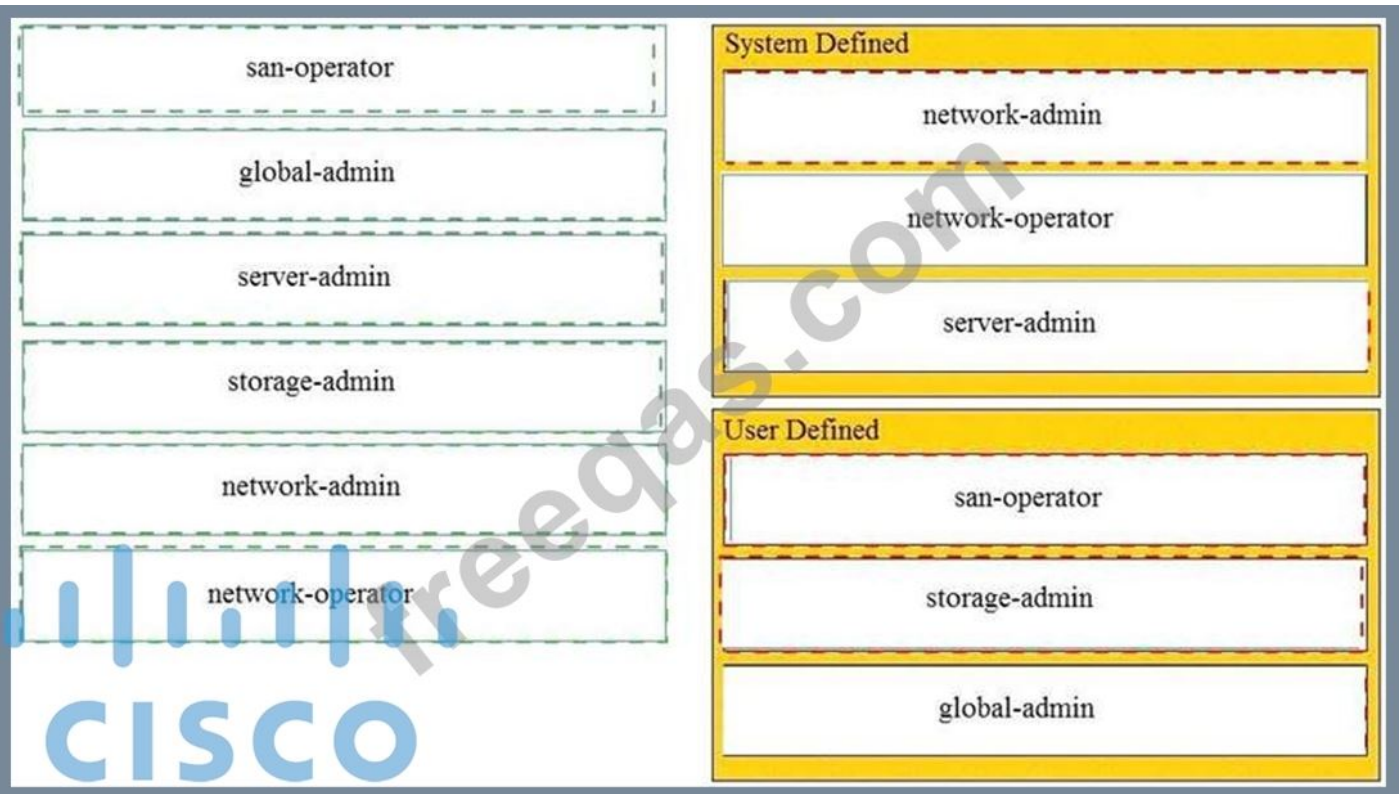 san-operator
global-admin
server-admin
storage-admin
network-admin
network-operator
System Defined
network-admin
network-operator
server-admin
User Defined
san-operator
storage-admin
global-admin
freeqas.com
CISCO